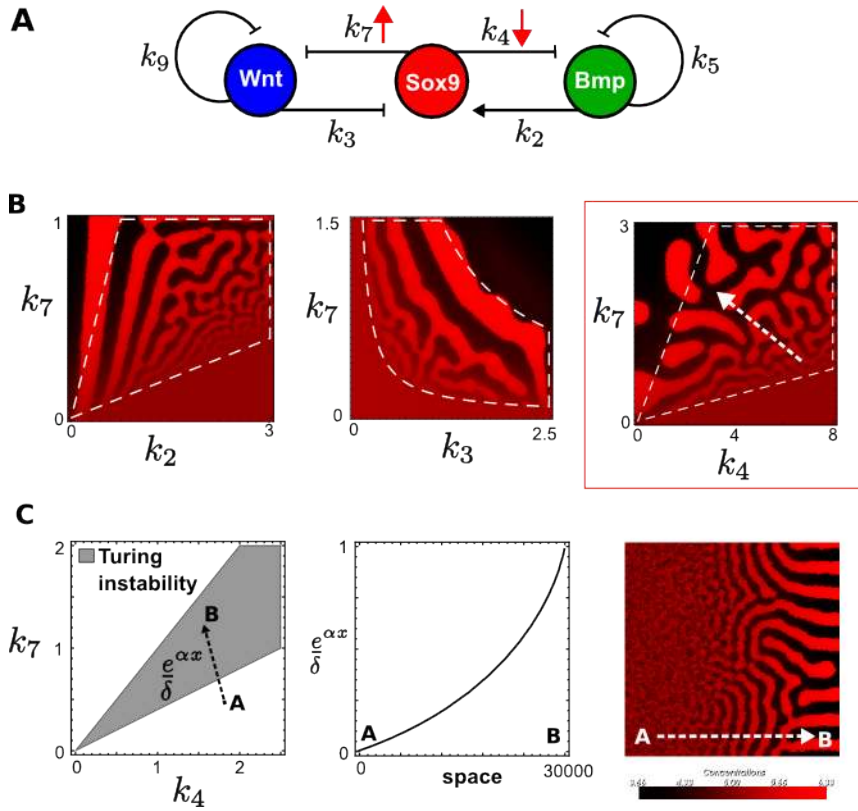 A
k₉ Wnt k₇ Sox9 k₄ Bmp k₅
k₃ k₂
B
1 k₇ 0
0 k₂ 3
1.5 k₇ 0
0 k₃ 2.5
3 k₇ 0
0 4 8
k₄
C
2 k₇ 1 0
Turing
instability
B
e^αx/δ
A
0 1 2
k₄
1 e^αx/δ 0
A B
0 space 30000
A B
Concentrations